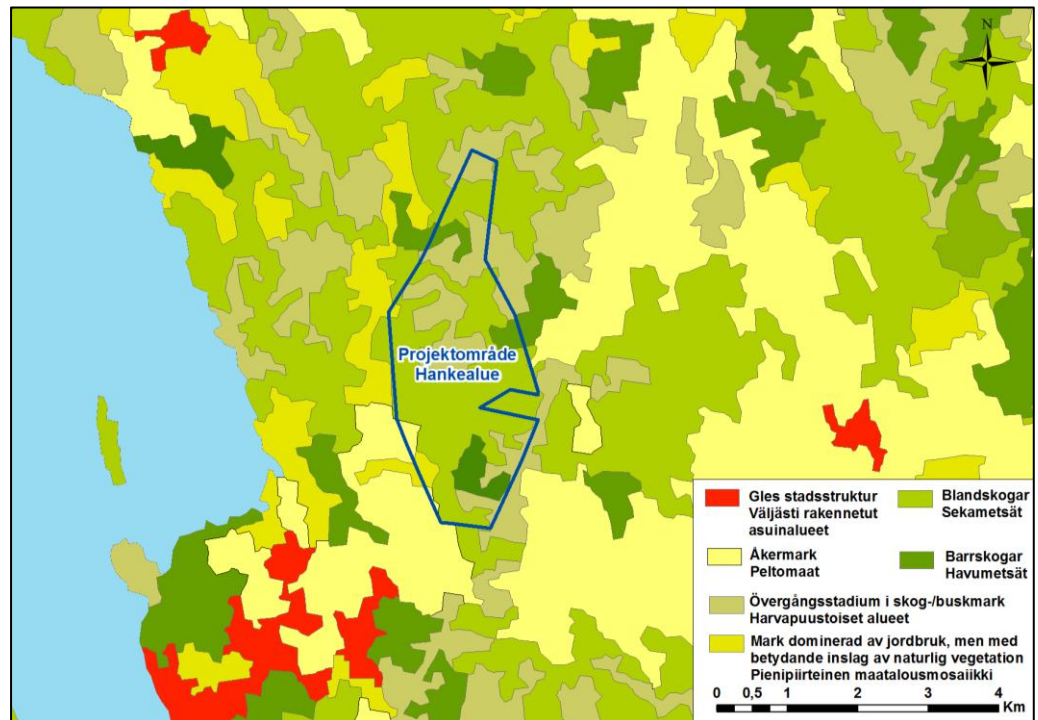 N
Projektområde
Hankealue
Gles stadsstruktur
Väljästi rakennetut
asuinalueet
Blandskogar
Sekametsät
Åkermark
Peltomaat
Barrskogar
Havumetsät
Övergångsstadium i skog-/buskmark
Harvapuustoiset alueet
Mark dominerad av jordbruk, men med
betydande inslag av naturlig vegetation
Pienipiirteinen maatalousmosaiikki
0 0,5 1 2 3 4
Km